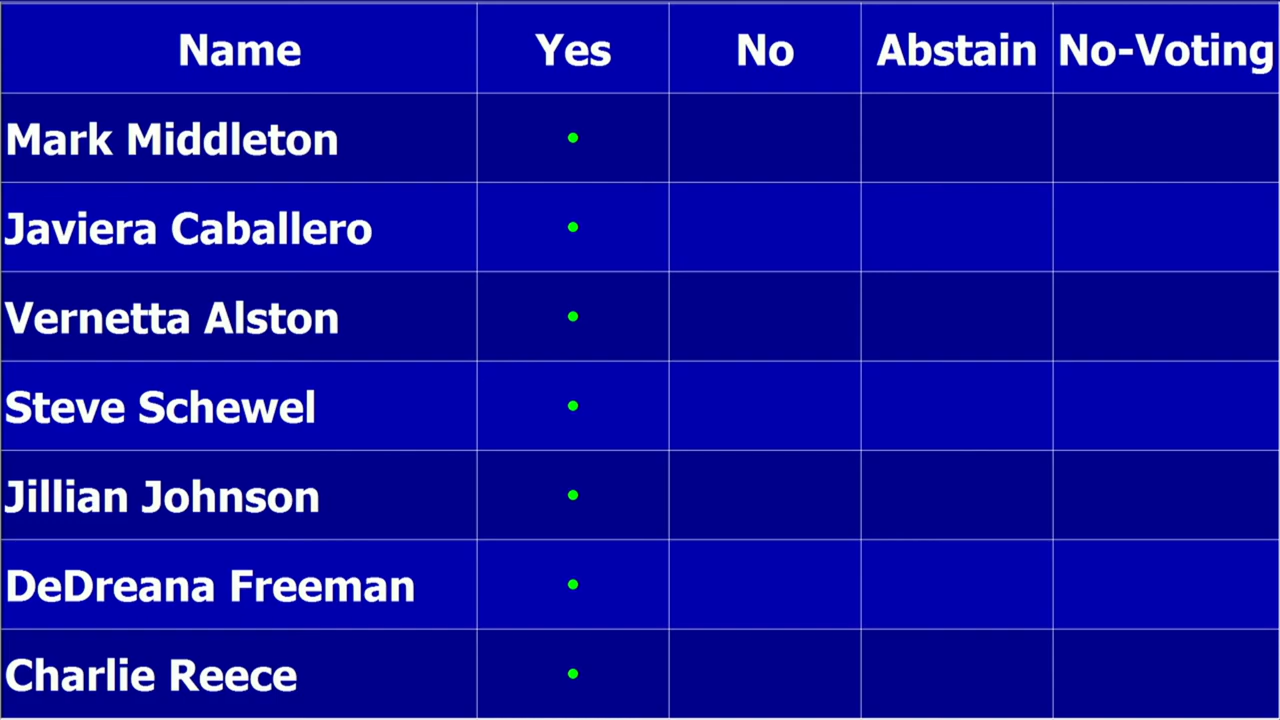 Name Yes No Abstain No-Voting
Mark Middleton
Javiera Caballero
Vernetta Alston
Steve Schewel
Jillian Johnson
DeDreana Freeman
Charlie Reece